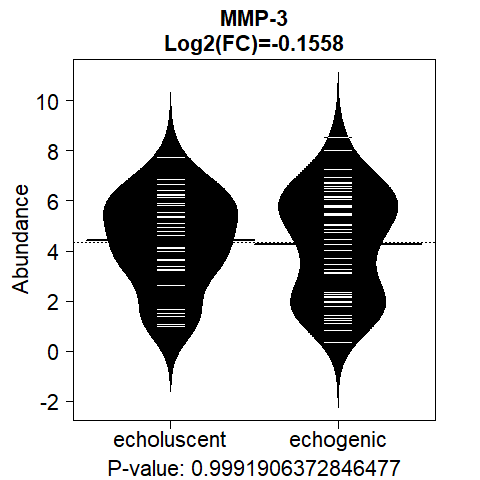 MMP-3
Log2(FC)=-0.1558
Abundance
10
8
6
4
2
0
-2
echoluscent echogenic
P-value: 0.9991906372846477